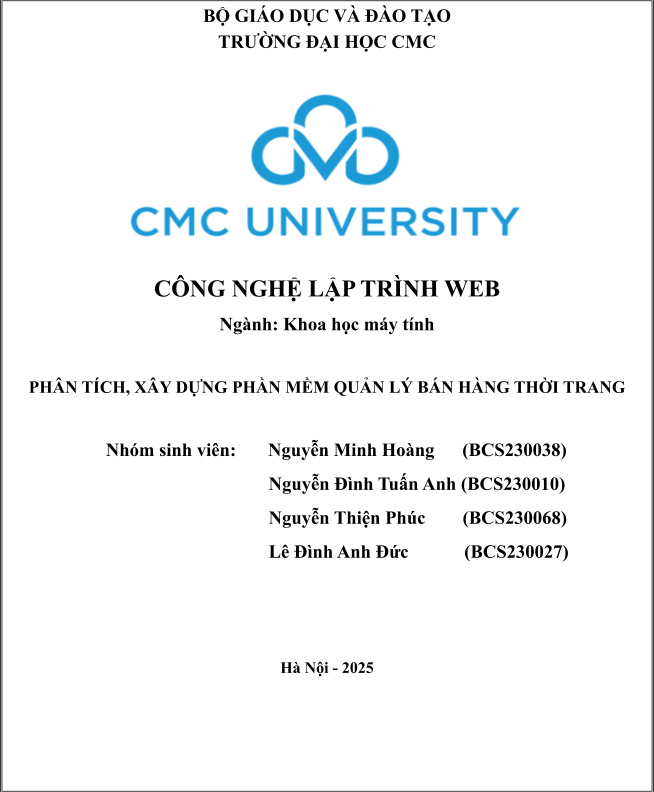 BỘ GIÁO DỤC VÀ ĐÀO TẠO
TRƯỜNG ĐẠI HỌC CMC
CMC UNIVERSITY
CÔNG NGHỆ LẬP TRÌNH WEB
Ngành: Khoa học máy tính
PHÂN TÍCH, XÂY DỰNG PHẦN MỀM QUẢN LÝ BÁN HÀNG THỜI TRANG
Nhóm sinh viên: Nguyễn Minh Hoàng (BCS230038)
Nguyễn Đình Tuấn Anh (BCS230010)
Nguyễn Thiện Phúc (BCS230068)
Lê Đình Anh Đức (BCS230027)
Hà Nội - 2025